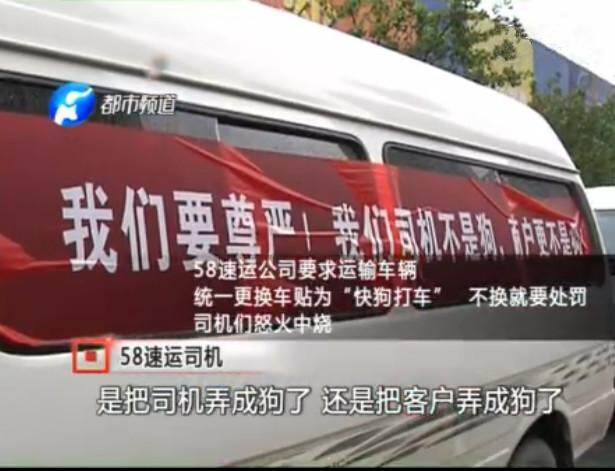 都市频道
我们要尊严！我们司机不是狗，商户更不是狗
58速运公司要求运输车辆
统一更换车贴为“快狗打车” 不换就要处罚
司机们怒火中烧
58速运司机
是把司机弄成狗了 还是把客户弄成狗了